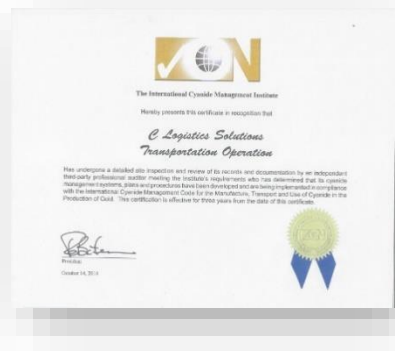 The International Cyanide Management Institute
Hereby presents this certificate in recognition that
C Logistics Solutions
Transportation Operation
Has undergone a detailed site inspection and review of its records and documentation by an independent
third-party professional auditor meeting the Institute's requirements who has determined that its cyanide
management systems, plans and procedures have been developed and are being implemented in compliance
with the International Cyanide Management Code for the Manufacture, Transport and Use of Cyanide in the
Production of Gold. This certification is effective for three years from the date of this certificate.
President
October 14,